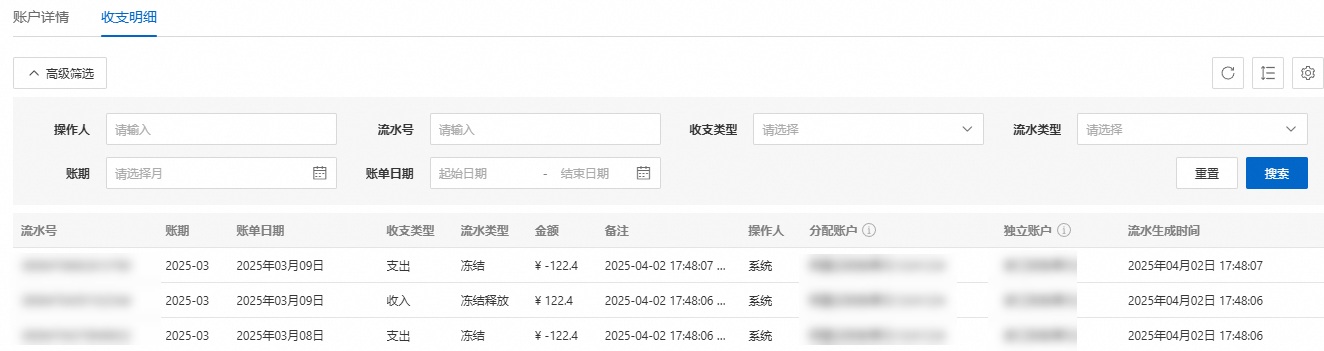 账户详情 收支明细
高级筛选
操作人 请输入 流水号 请输入 收支类型 请选择 流水类型 请选择
账期 请选择月 账单日期 起始日期 - 结束日期 重置 搜索
流水号 账期 账单日期 收支类型 流水类型 金额 备注 操作人 分配账户 独立账户 流水生成时间
2025-03 2025年03月09日 支出 冻结 ¥ -122.4 2025-04-02 17:48:07 ... 系统 2025年04月02日 17:48:07
2025-03 2025年03月09日 收入 冻结释放 ¥ 122.4 2025-04-02 17:48:06 ... 系统 2025年04月02日 17:48:06
2025-03 2025年03月08日 支出 冻结 ¥ -122.4 2025-04-02 17:48:06 ... 系统 2025年04月02日 17:48:06